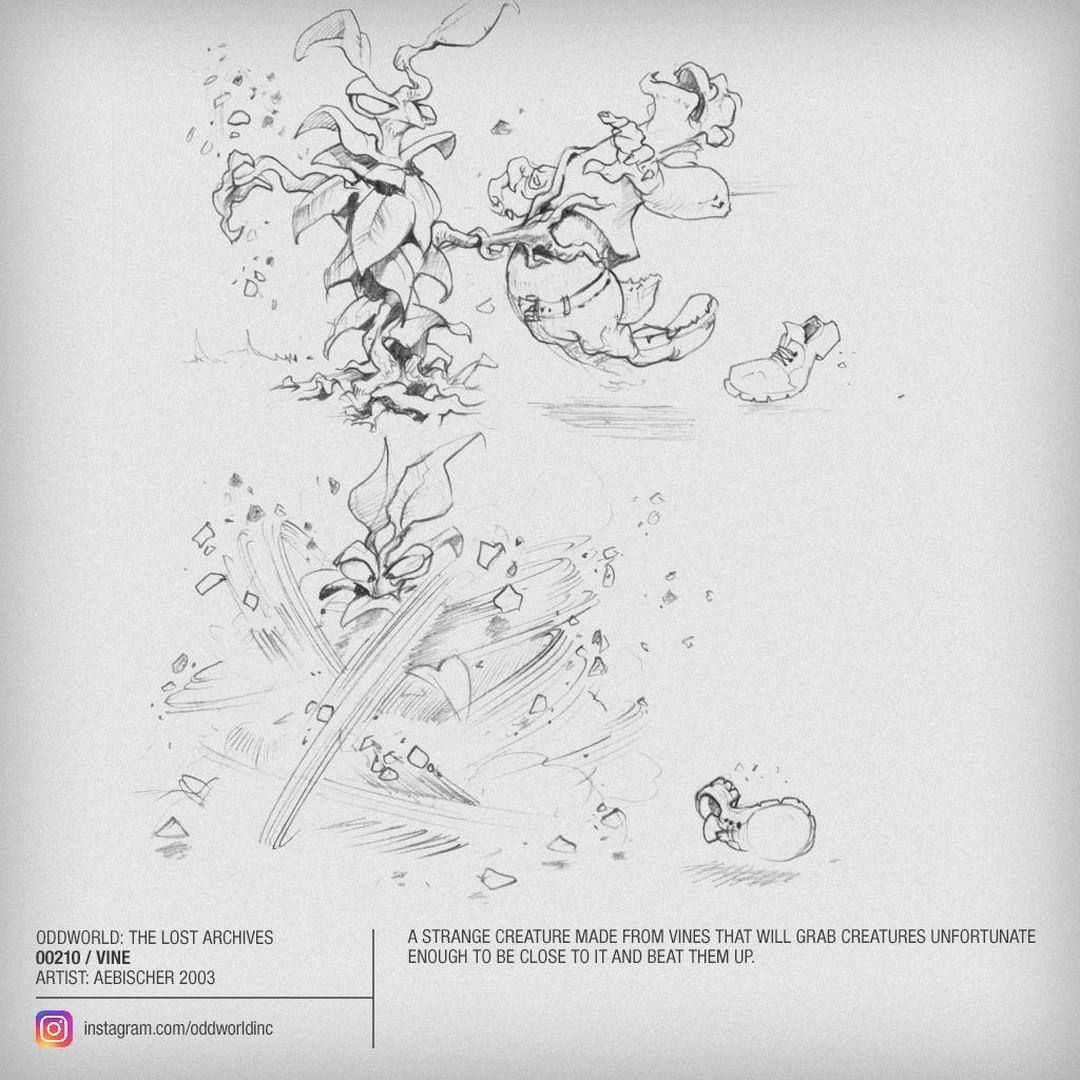 ODDWORLD: THE LOST ARCHIVES
00210 / VINE
ARTIST: AEBISCHER 2003
instagram.com/oddworldinc
A STRANGE CREATURE MADE FROM VINES THAT WILL GRAB CREATURES UNFORTUNATE
ENOUGH TO BE CLOSE TO IT AND BEAT THEM UP.